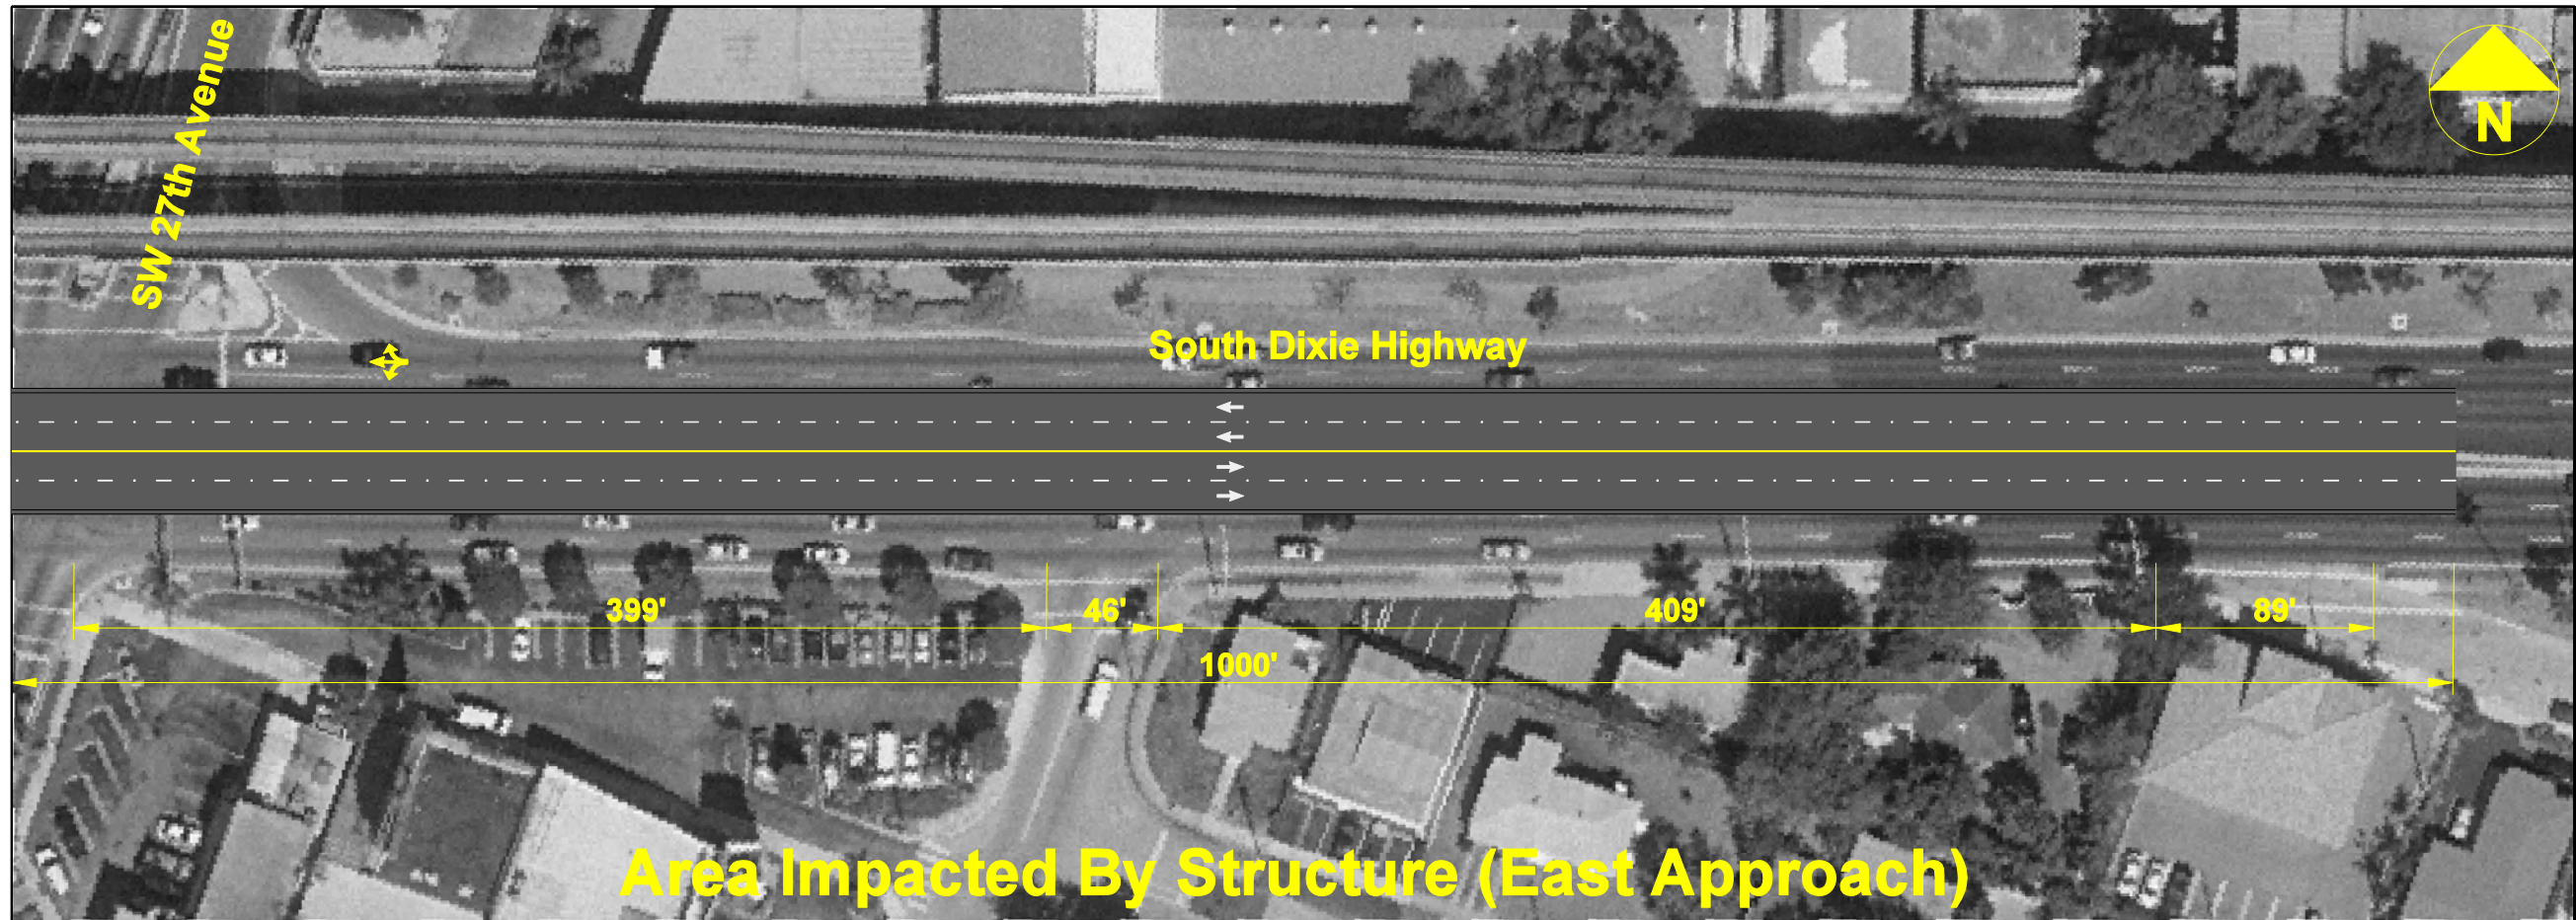 SW 27th Avenue
N
South Dixie Highway
399'
46'
409'
89'
1000'
Area Impacted By Structure (East Approach)